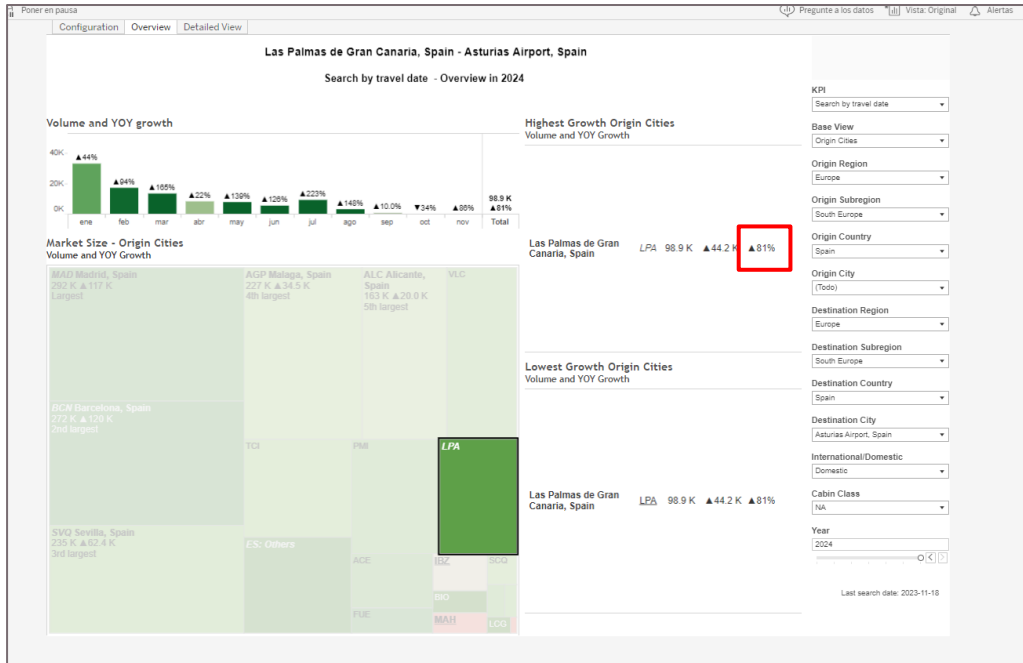 Poner en pausa
Pregunte a los datos
Vista: Original
Alertas
Configuration
Overview
Detailed View
Las Palmas de Gran Canaria, Spain - Asturias Airport, Spain
Search by travel date - Overview in 2024
Volume and YOY growth
40K
20K
0K
▲44%
▲94%
▲165%
▲22%
▲139%
▲126%
▲223%
▲148%
▲10.0%
▼34%
▲86%
98.9 K
▲81%
ene feb mar abr may jun jul ago sep oct nov Total
Market Size - Origin Cities
Volume and YOY Growth
MAD Madrid, Spain
292 K ▲117 K
Largest
BCN Barcelona, Spain
272 K ▲129 K
2nd largest
SVQ Sevilla, Spain
235 K ▲62.4 K
3rd largest
AGP Malaga, Spain
227 K ▲34.5 K
4th largest
ALC Alicante,
Spain
163 K ▲20.0 K
5th largest
VLC
TCI
PMI
LPA
ES: Others
ACE
FUE
IBZ
SCQ
BIO
MAH
LCG
Highest Growth Origin Cities
Volume and YOY Growth
Las Palmas de Gran
Canaria, Spain
LPA 98.9 K ▲44.2 K ▲81%
Lowest Growth Origin Cities
Volume and YOY Growth
Las Palmas de Gran
Canaria, Spain
LPA 98.9 K ▲44.2 K ▲81%
KPI
Search by travel date
Base View
Origin Cities
Origin Region
Europe
Origin Subregion
South Europe
Origin Country
Spain
Origin City
(Todo)
Destination Region
Europe
Destination Subregion
South Europe
Destination Country
Spain
Destination City
Asturias Airport, Spain
International/Domestic
Domestic
Cabin Class
NA
Year
2024
Last search date: 2023-11-18